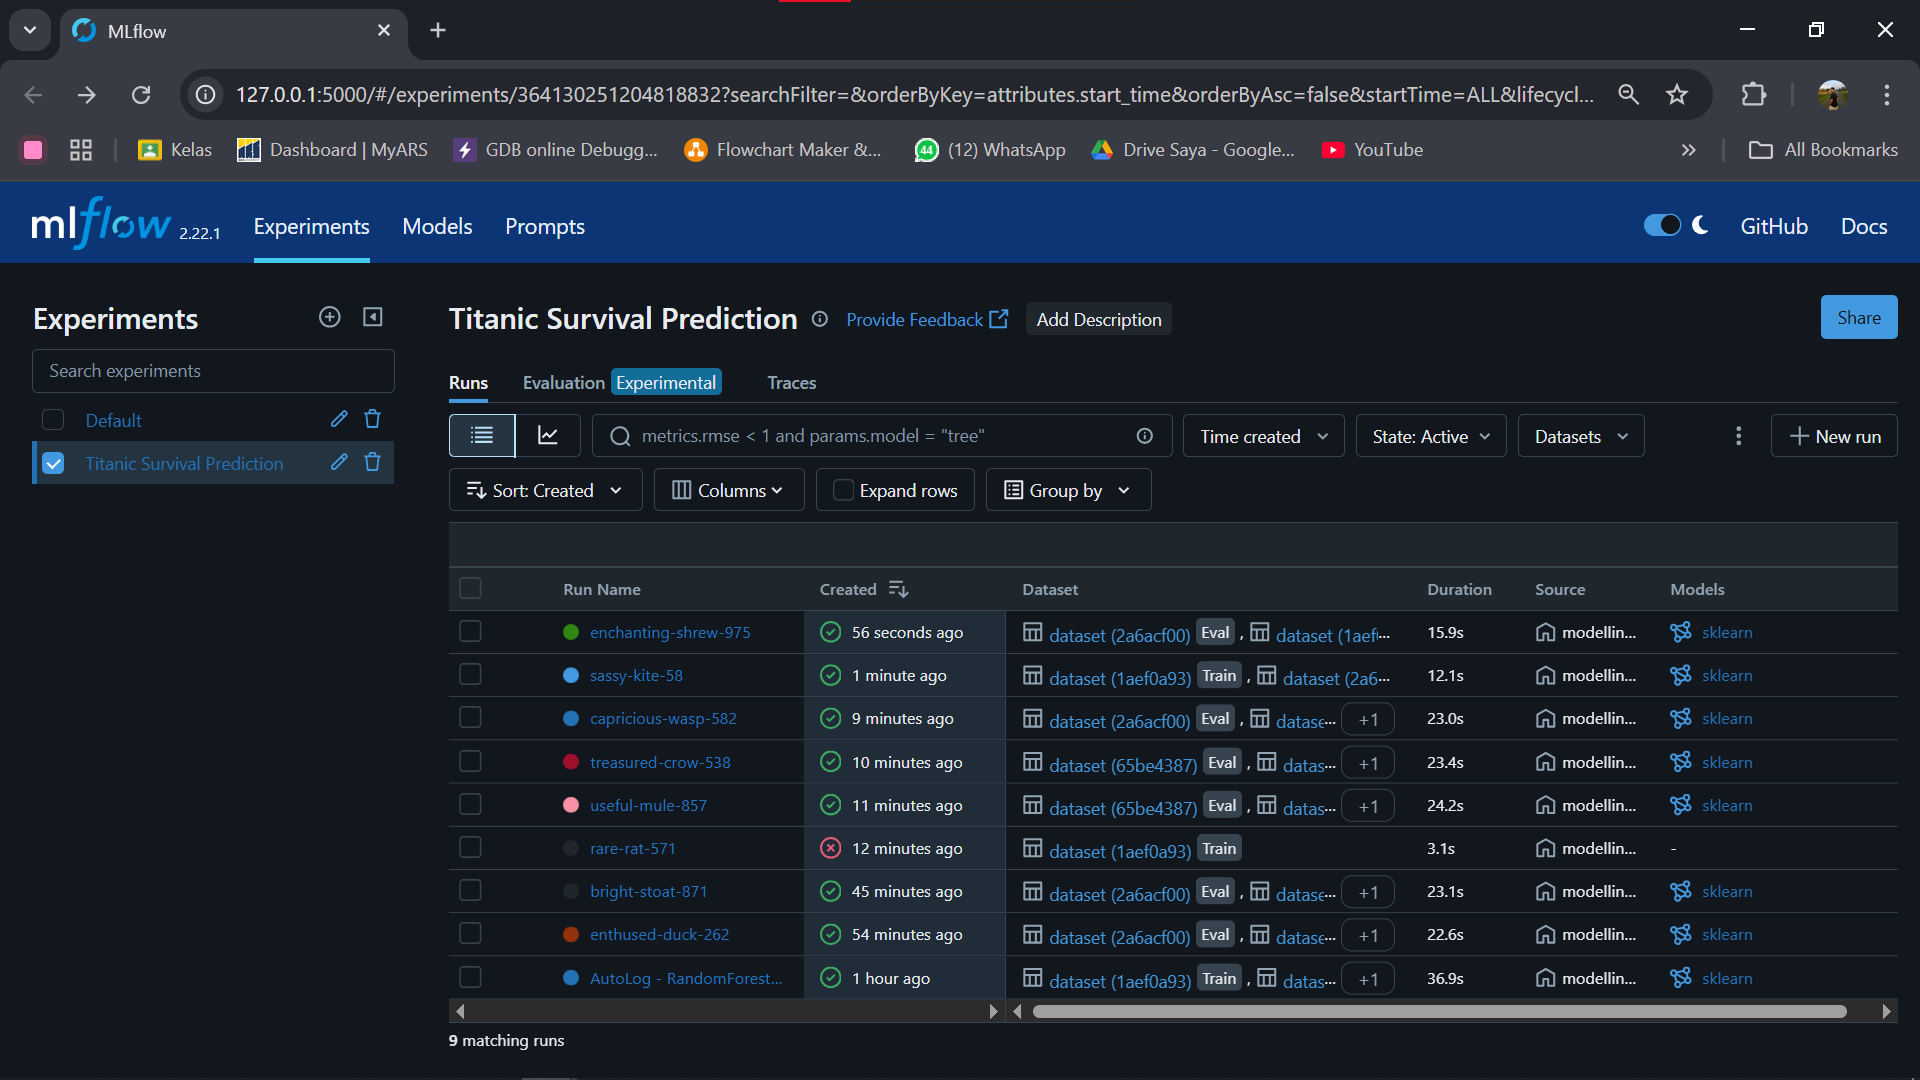 MLflow
127.0.0.1:5000/#/experiments/364130251204818832?searchFilter=&orderByKey=attributes.start_time&orderByAsc=false&startTime=ALL&lifecycl...
Kelas
Dashboard | MyARS
GDB online Debugg...
Flowchart Maker &...
44
(12) WhatsApp
Drive Saya - Google...
YouTube
All Bookmarks
mlflow 2.22.1
Experiments
Models
Prompts
GitHub
Docs
Experiments
Search experiments
Default
Titanic Survival Prediction
Titanic Survival Prediction
Provide Feedback
Add Description
Share
Runs
Evaluation Experimental
Traces
metrics.rmse < 1 and params.model = "tree"
Time created
State: Active
Datasets
New run
Sort: Created
Columns
Expand rows
Group by
Run Name Created Dataset Duration Source Models
enchanting-shrew-975 56 seconds ago dataset (2a6acf00) Eval , dataset (1aef... 15.9s modellin... sklearn
sassy-kite-58 1 minute ago dataset (1aef0a93) Train , dataset (2a6... 12.1s modellin... sklearn
capricious-wasp-582 9 minutes ago dataset (2a6acf00) Eval , datase... +1 23.0s modellin... sklearn
treasured-crow-538 10 minutes ago dataset (65be4387) Eval , datas... +1 23.4s modellin... sklearn
useful-mule-857 11 minutes ago dataset (65be4387) Eval , datas... +1 24.2s modellin... sklearn
rare-rat-571 12 minutes ago dataset (1aef0a93) Train 3.1s modellin... -
bright-stoat-871 45 minutes ago dataset (2a6acf00) Eval , datase... +1 23.1s modellin... sklearn
enthused-duck-262 54 minutes ago dataset (2a6acf00) Eval , datase... +1 22.6s modellin... sklearn
AutoLog - RandomForest... 1 hour ago dataset (1aef0a93) Train , datas... +1 36.9s modellin... sklearn
9 matching runs